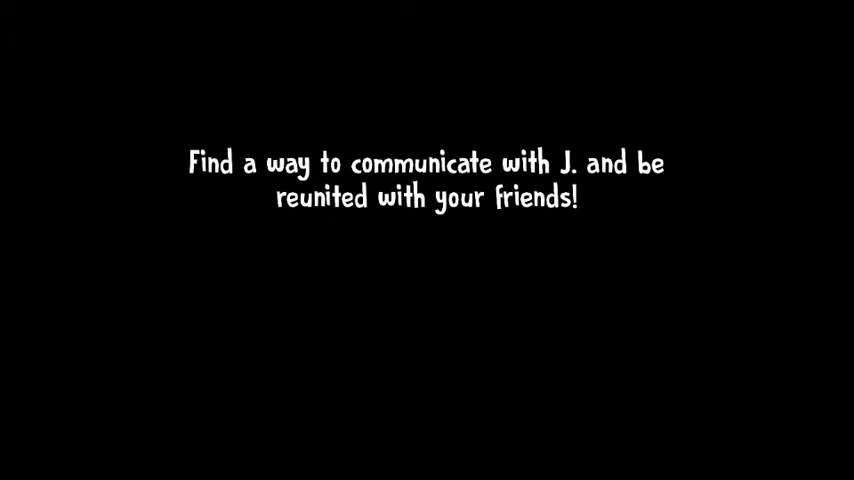 Find a way to communicate with J. and be
reunited with your friends!